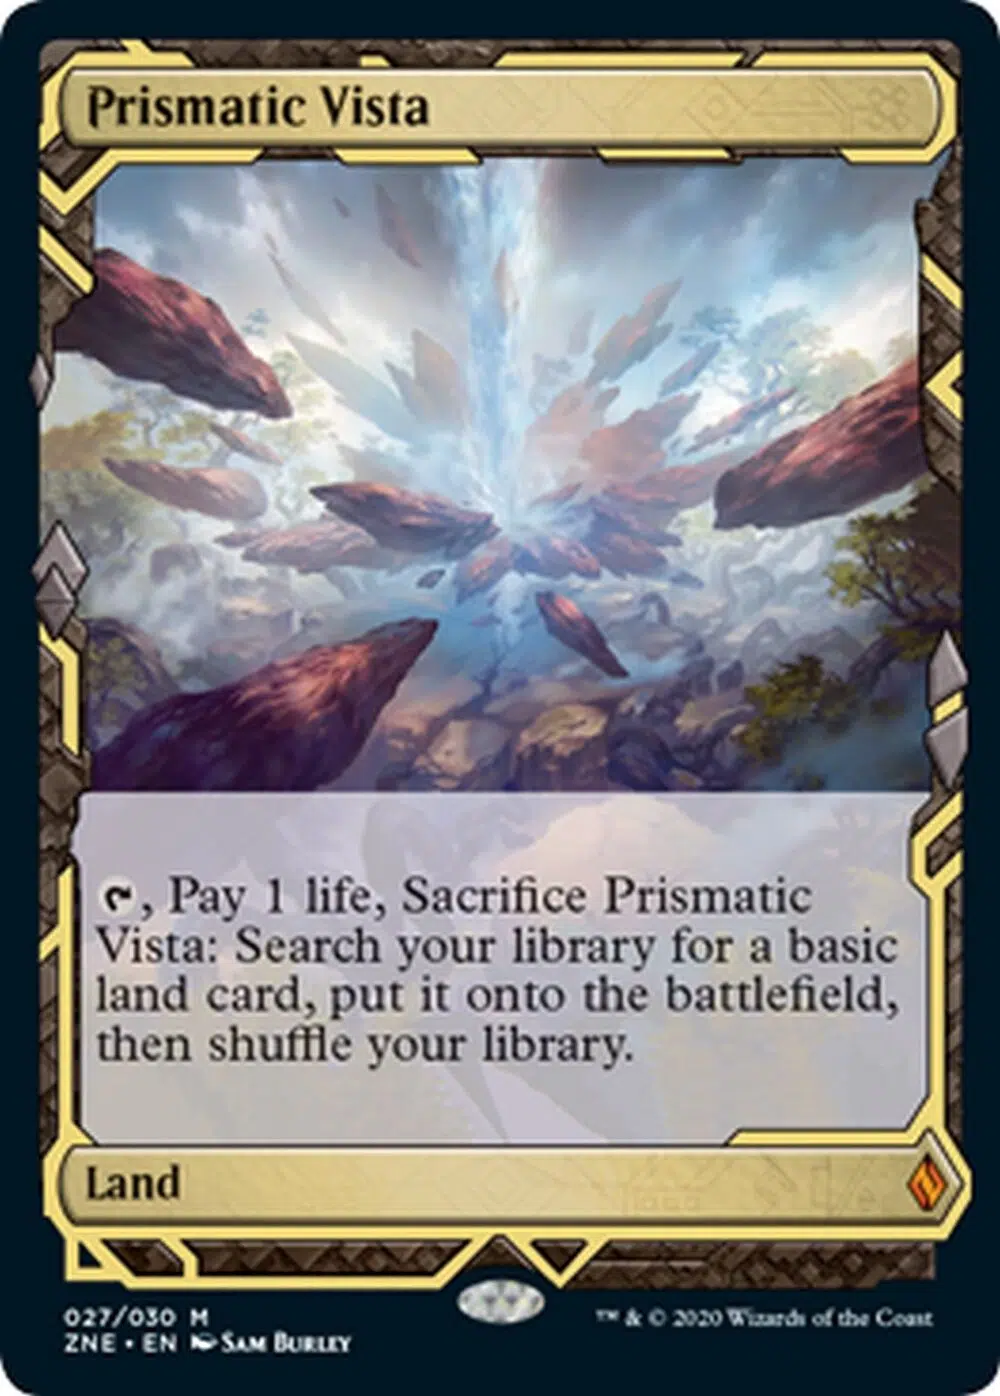 Prismatic Vista
, Pay 1 life, Sacrifice Prismatic
Vista: Search your library for a basic
land card, put it onto the battlefield,
then shuffle your library.
Land
027/030 M
ZNE • EN SAM BURLEY
™ & © 2020 Wizards of the Coast